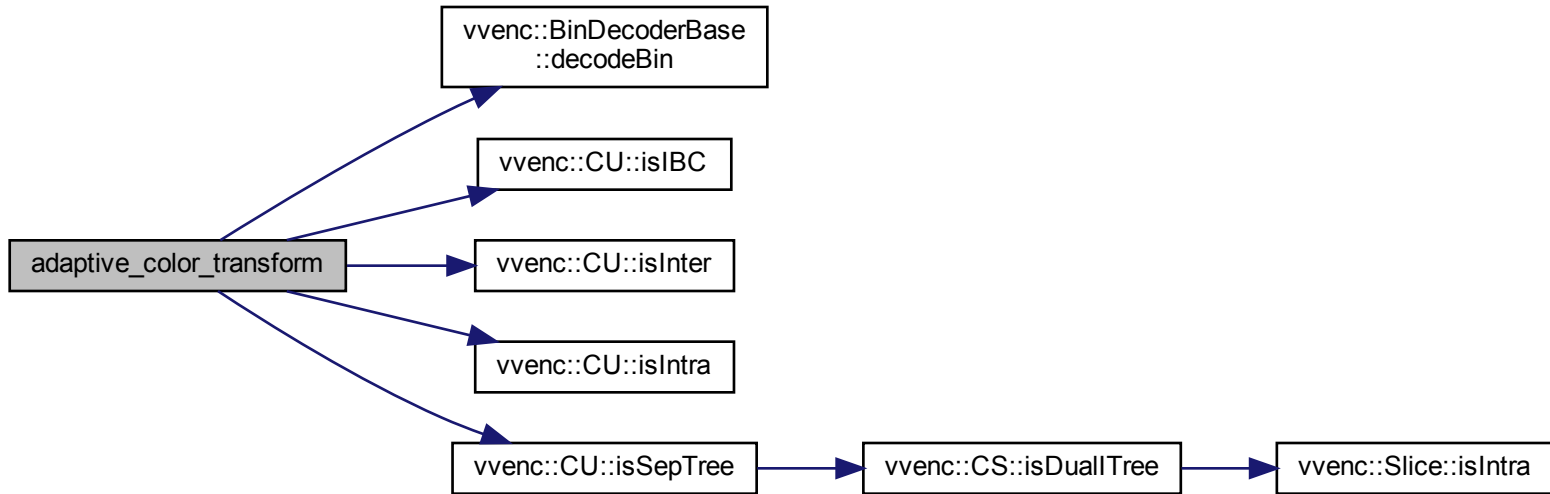 vvenc::BinDecoderBase
::decodeBin
vvenc::CU::isIBC
adaptive_color_transform
vvenc::CU::isInter
vvenc::CU::isIntra
vvenc::CU::isSepTree
vvenc::CS::isDualITree
vvenc::Slice::isIntra